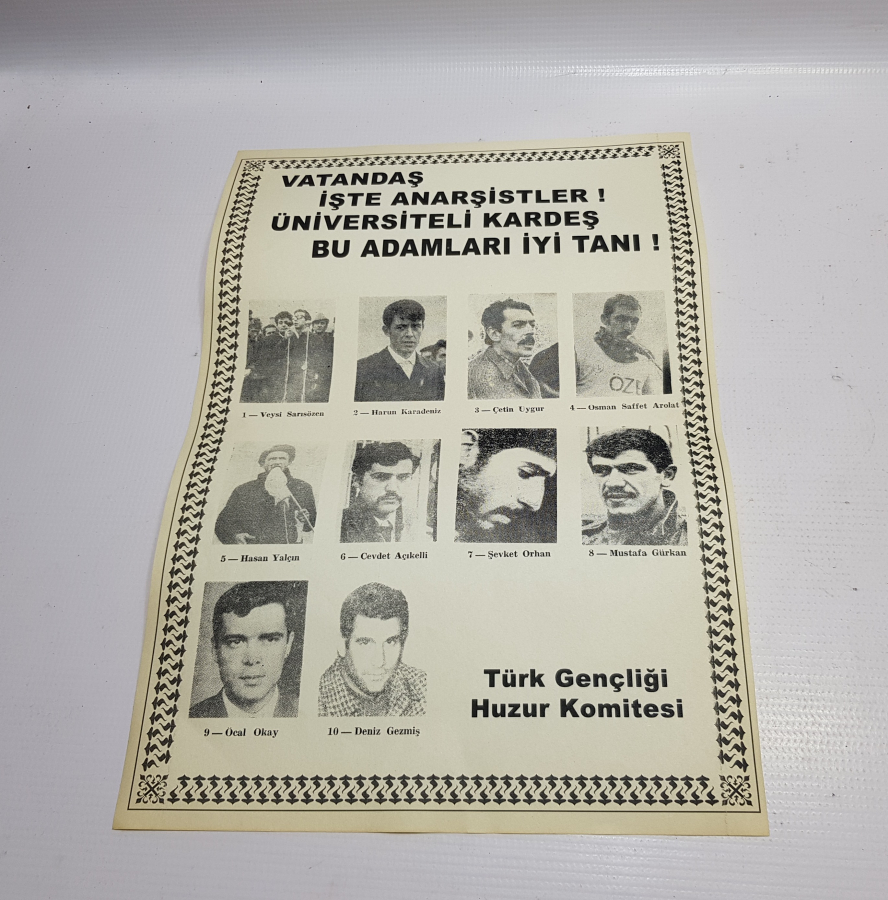 VATANDAŞ
İŞTE ANARŞİSTLER !
ÜNİVERSİTELİ KARDEŞ
BU ADAMLARI İYİ TANI !
ÖZE
1 — Veysi Sarısözen
2 — Harun Karadeniz
3 — Çetin Uygur
4 — Osman Saffet Arolat
5 — Hasan Yalçın
6 — Cevdet Açıkelli
7 — Şevket Orhan
8 — Mustafa Gürkan
9 — Öcal Okay
10 — Deniz Gezmiş
Türk Gençliği
Huzur Komitesi